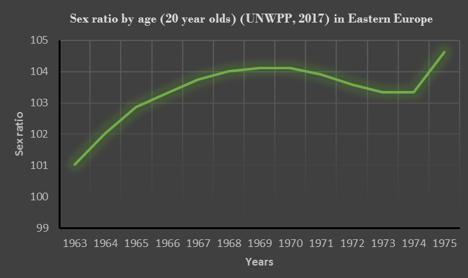 Sex ratio by age (20 year olds) (UNWPP, 2017) in Eastern Europe
105
104
103
102
101
100
99
Sex ratio
1963 1964 1965 1966 1967 1968 1969 1970 1971 1972 1973 1974 1975
Years